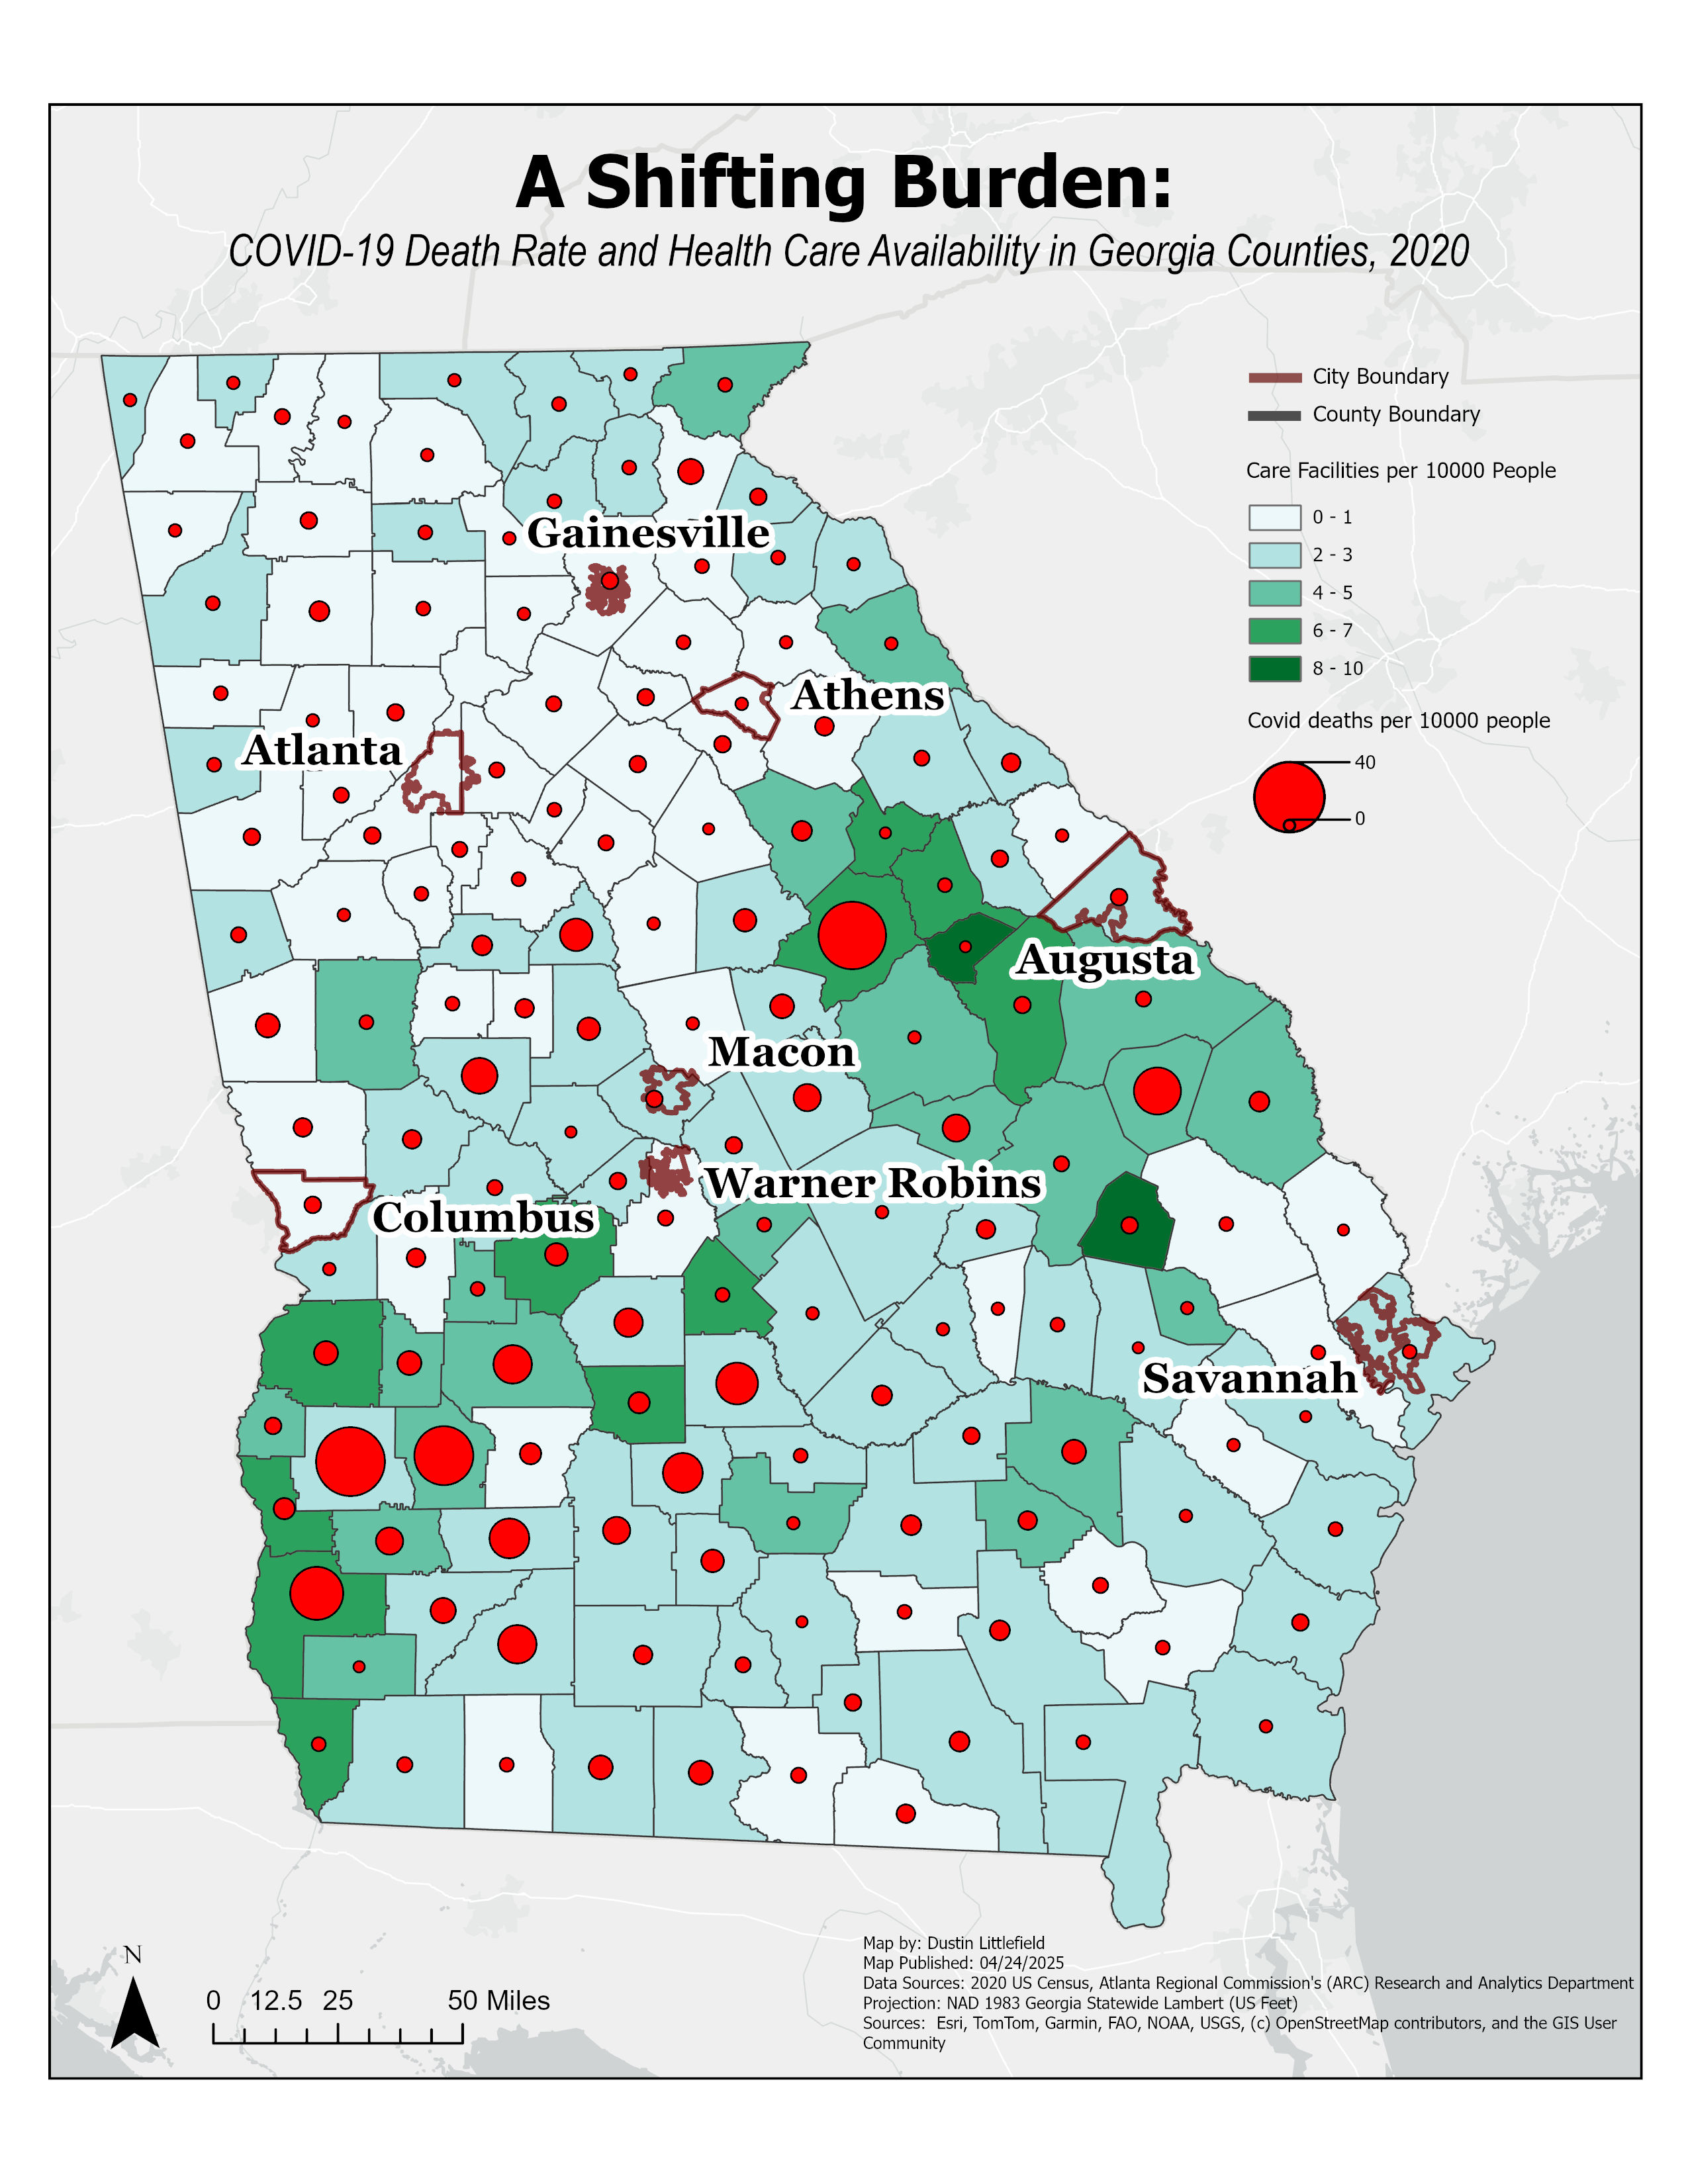 A Shifting Burden:
COVID-19 Death Rate and Health Care Availability in Georgia Counties, 2020
City Boundary
County Boundary
Care Facilities per 10000 People
0 - 1
2 - 3
4 - 5
6 - 7
8 - 10
Covid deaths per 10000 people
40
0
Gainesville
Athens
Atlanta
Augusta
Macon
Warner Robins
Columbus
Savannah
N
0 12.5 25 50 Miles
Map by: Dustin Littlefield
Map Published: 04/24/2025
Data Sources: 2020 US Census, Atlanta Regional Commission's (ARC) Research and Analytics Department
Projection: NAD 1983 Georgia Statewide Lambert (US Feet)
Sources: Esri, TomTom, Garmin, FAO, NOAA, USGS, (c) OpenStreetMap contributors, and the GIS User
Community